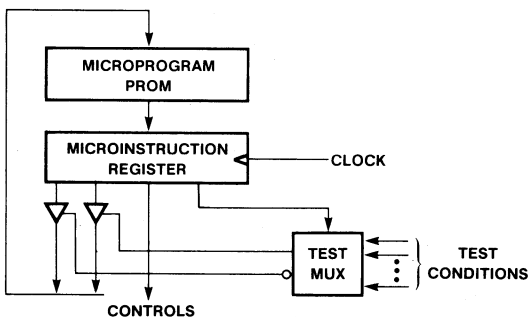 MICROPROGRAM
PROM
MICROINSTRUCTION
REGISTER
CLOCK
TEST
MUX
TEST
CONDITIONS
CONTROLS